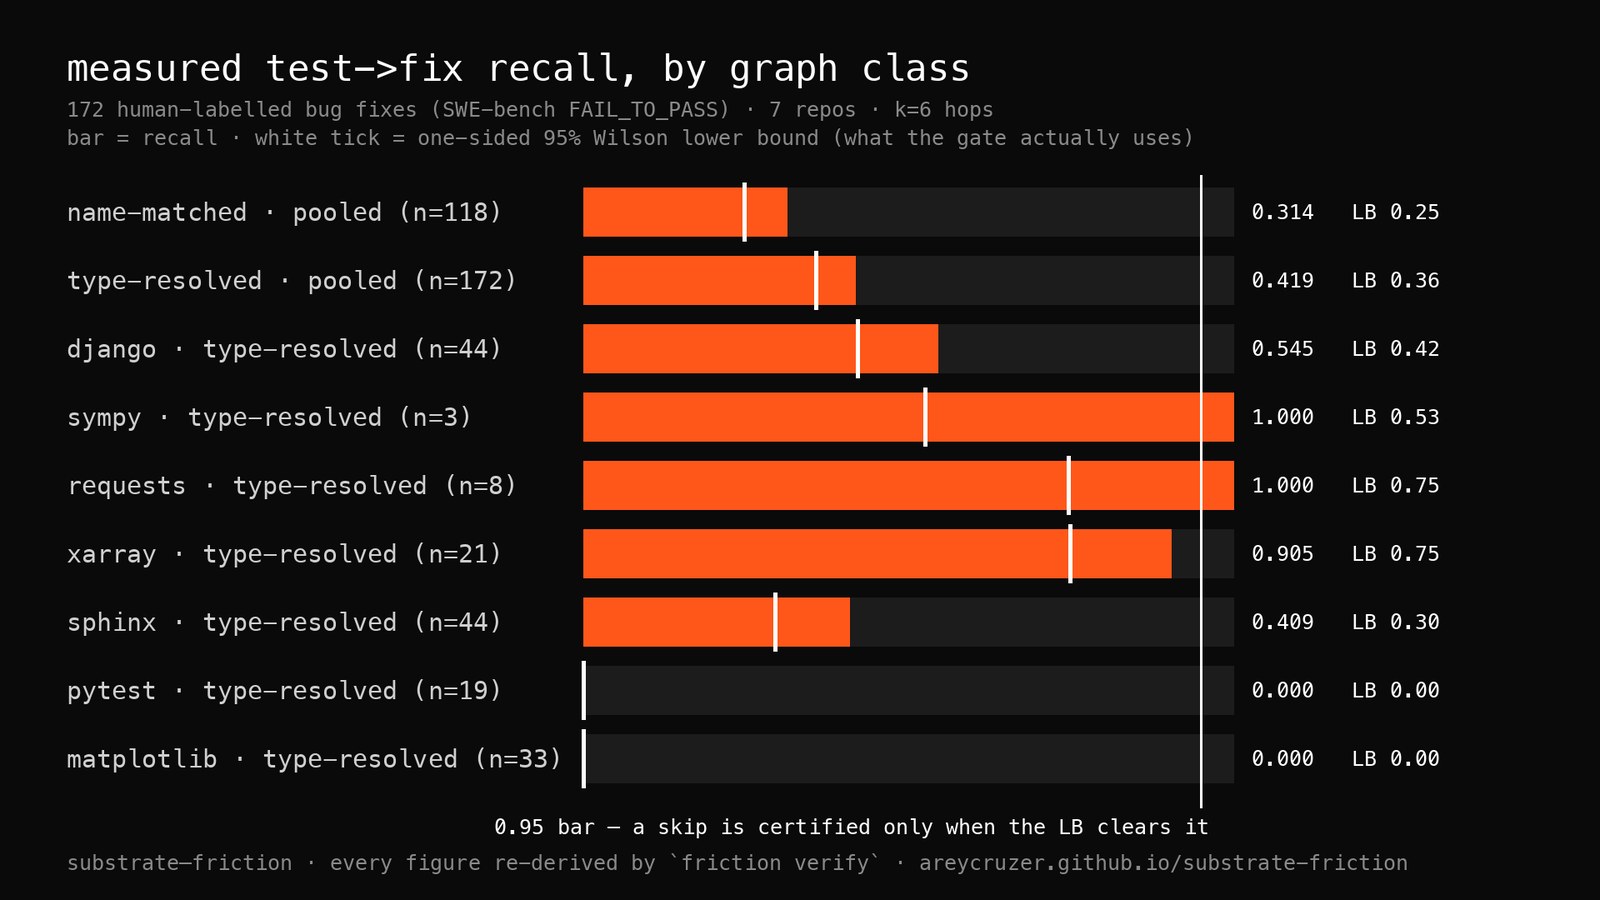 measured test->fix recall, by graph class
172 human-labelled bug fixes (SWE-bench FAIL_TO_PASS) · 7 repos · k=6 hops
bar = recall · white tick = one-sided 95% Wilson lower bound (what the gate actually uses)
name-matched · pooled (n=118) 0.314 LB 0.25
type-resolved · pooled (n=172) 0.419 LB 0.36
django · type-resolved (n=44) 0.545 LB 0.42
sympy · type-resolved (n=3) 1.000 LB 0.53
requests · type-resolved (n=8) 1.000 LB 0.75
xarray · type-resolved (n=21) 0.905 LB 0.75
sphinx · type-resolved (n=44) 0.409 LB 0.30
pytest · type-resolved (n=19) 0.000 LB 0.00
matplotlib · type-resolved (n=33) 0.000 LB 0.00
0.95 bar — a skip is certified only when the LB clears it
substrate-friction · every figure re-derived by `friction verify` · areycruzer.github.io/substrate-friction